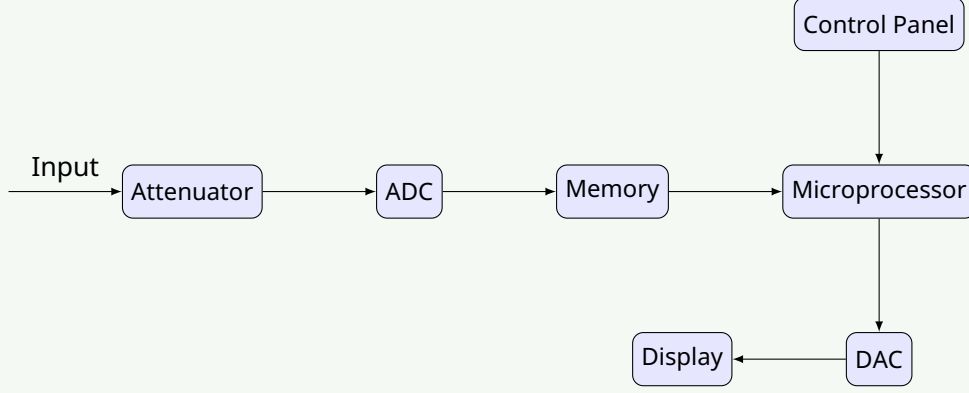 Control Panel
Input
Attenuator
ADC
Memory
Microprocessor
Display
DAC